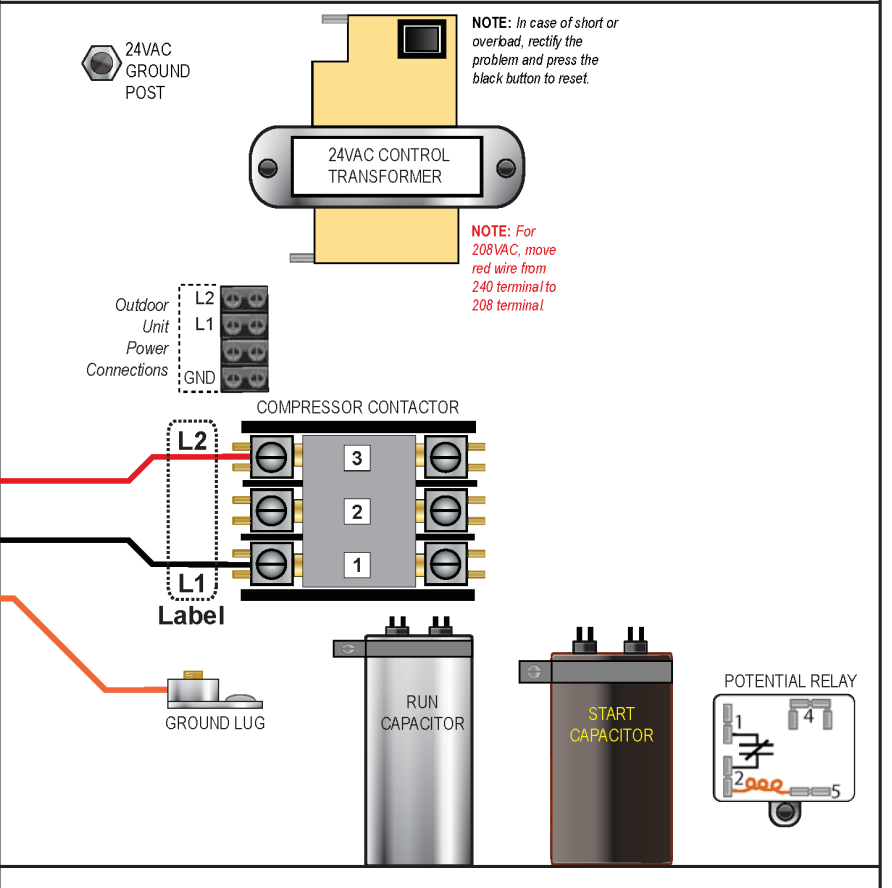 24VAC
GROUND
POST
NOTE: In case of short or
overload, rectify the
problem and press the
black button to reset.
24VAC CONTROL
TRANSFORMER
NOTE: For
208VAC, move
red wire from
240 terminal to
208 terminal.
Outdoor
Unit
Power
Connections
L2
L1
GND
COMPRESSOR CONTACTOR
L2
3
2
1
L1
Label
GROUND LUG
RUN
CAPACITOR
START
CAPACITOR
POTENTIAL RELAY
1
4
2
5